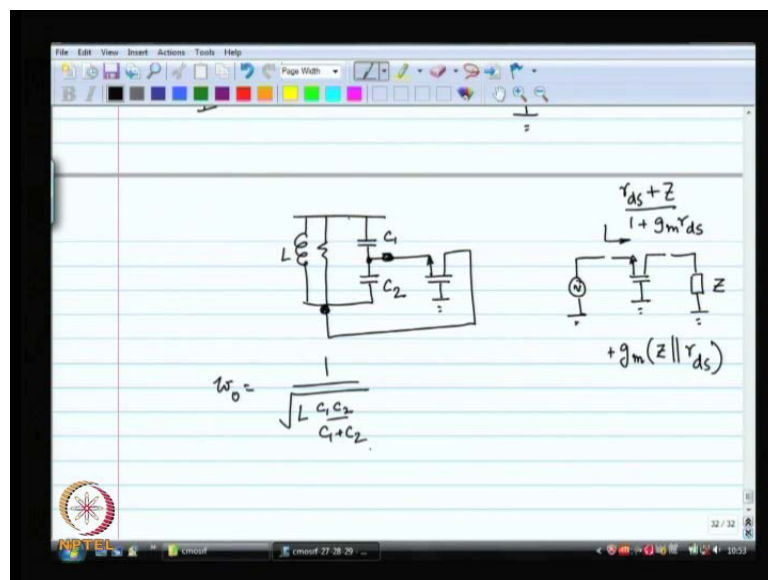 File Edit View Insert Actions Tools Help
Page Width
B I
L
C1
C2
rds + Z
1 + gm rds
Z
+gm(Z || rds)
ω0 = 1
√L C1C2
C1+C2
32 / 32
NPTEL
cmosrf
cmosrf-27-28-29 - ...
10:53